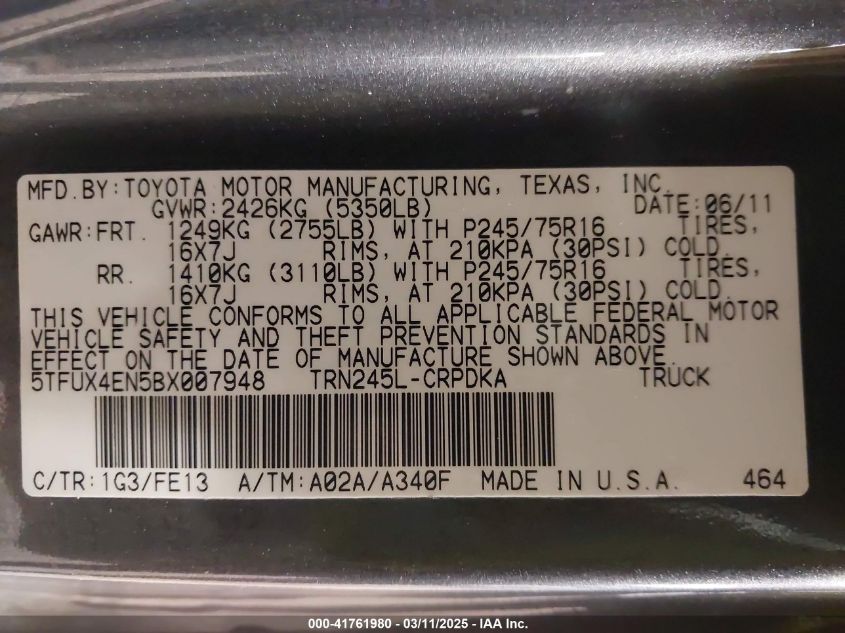 MFD.BY:TOYOTA MOTOR MANUFACTURING, TEXAS, INC.
GVWR:2426KG (5350LB) DATE:06/11
GAWR:FRT. 1249KG (2755LB) WITH P245/75R16 TIRES,
16X7J RIMS, AT 210KPA (30PSI) COLD.
RR. 1410KG (3110LB) WITH P245/75R16 TIRES,
16X7J RIMS, AT 210KPA (30PSI) COLD.
THIS VEHICLE CONFORMS TO ALL APPLICABLE FEDERAL MOTOR
VEHICLE SAFETY AND THEFT PREVENTION STANDARDS IN
EFFECT ON THE DATE OF MANUFACTURE SHOWN ABOVE.
5TFUX4EN5BX007948 TRN245L-CRPDKA TRUCK
C/TR:1G3/FE13 A/TM:A02A/A340F MADE IN U.S.A. 464
000-41761980 - 03/11/2025 - IAA Inc.